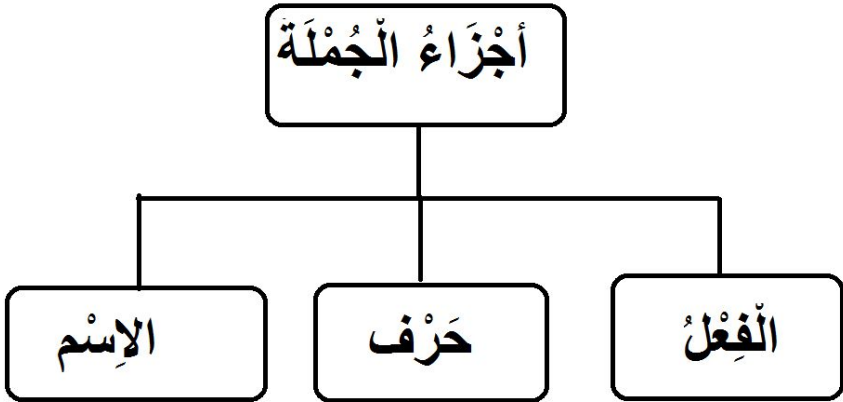 أجْزَاءُ الْجُمْلَةَ
الْفِعْلُ
حَرْف
الاِسْم